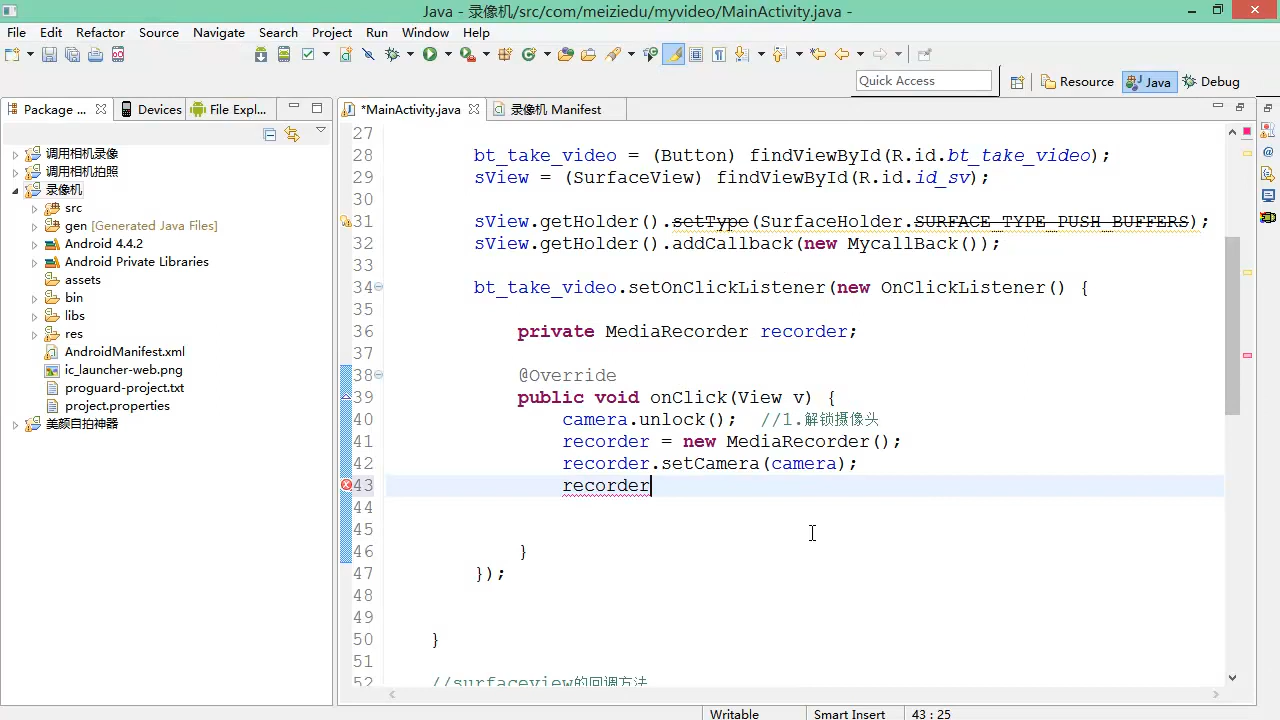 Java - 录像机/src/com/meiziedu/myvideo/MainActivity.java -
File Edit Refactor Source Navigate Search Project Run Window Help
Quick Access
Resource
Java
Debug
Package ...
Devices
File Expl...
*MainActivity.java
录像机 Manifest
调用相机录像
调用相机拍照
录像机
src
gen [Generated Java Files]
Android 4.4.2
Android Private Libraries
assets
bin
libs
res
AndroidManifest.xml
ic_launcher-web.png
proguard-project.txt
project.properties
美颜自拍神器
27
28 bt_take_video = (Button) findViewById(R.id.bt_take_video);
29 sView = (SurfaceView) findViewById(R.id.id_sv);
30
31 sView.getHolder().setType(SurfaceHolder.SURFACE_TYPE_PUSH_BUFFERS);
32 sView.getHolder().addCallback(new MycallBack());
33
34 bt_take_video.setOnClickListener(new OnClickListener() {
35
36 private MediaRecorder recorder;
37
38 @Override
39 public void onClick(View v) {
40 camera.unlock(); //1.解锁摄像头
41 recorder = new MediaRecorder();
42 recorder.setCamera(camera);
43 recorder
44
45
46 }
47 });
48
49
50 }
51
52 //surfaceview的回调方法
Writable Smart Insert 43 : 25